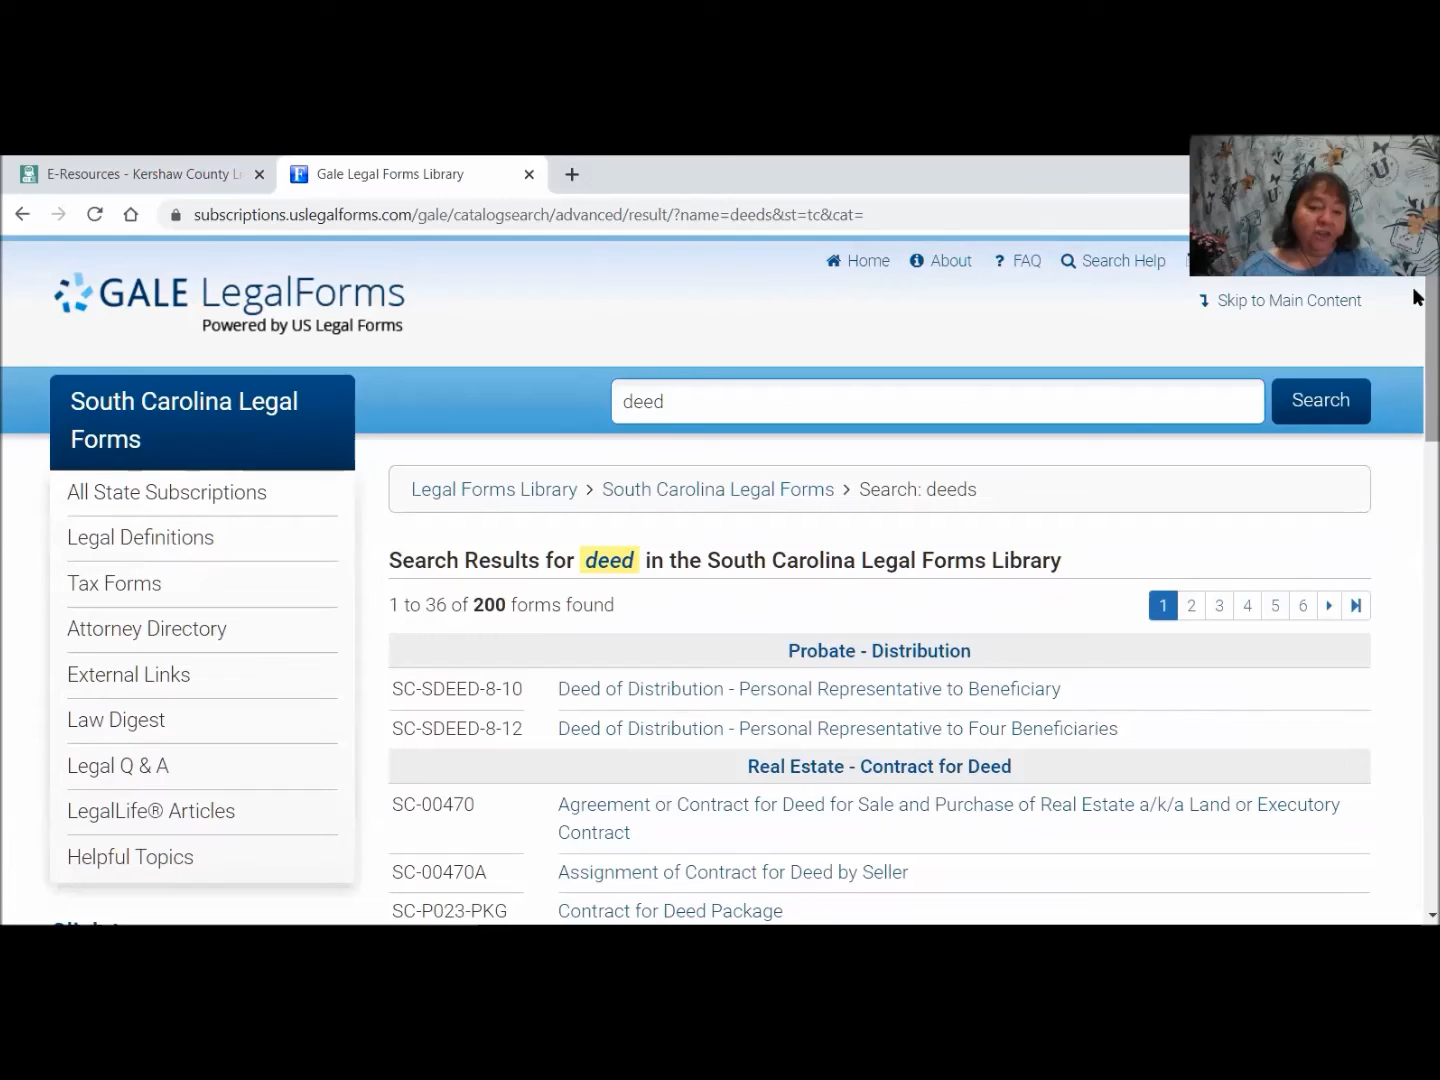 E-Resources - Kershaw County L
Gale Legal Forms Library
subscriptions.uslegalforms.com/gale/catalogsearch/advanced/result/?name=deeds&st=tc&cat=
Home
About
? FAQ
Search Help
Skip to Main Content
GALE LegalForms
Powered by US Legal Forms
South Carolina Legal
Forms
deed
Search
All State Subscriptions
Legal Definitions
Tax Forms
Attorney Directory
External Links
Law Digest
Legal Q & A
LegalLife® Articles
Helpful Topics
Legal Forms Library > South Carolina Legal Forms > Search: deeds
Search Results for deed in the South Carolina Legal Forms Library
1 to 36 of 200 forms found
1 2 3 4 5 6
Probate - Distribution
SC-SDEED-8-10 Deed of Distribution - Personal Representative to Beneficiary
SC-SDEED-8-12 Deed of Distribution - Personal Representative to Four Beneficiaries
Real Estate - Contract for Deed
SC-00470 Agreement or Contract for Deed for Sale and Purchase of Real Estate a/k/a Land or Executory
Contract
SC-00470A Assignment of Contract for Deed by Seller
SC-P023-PKG Contract for Deed Package